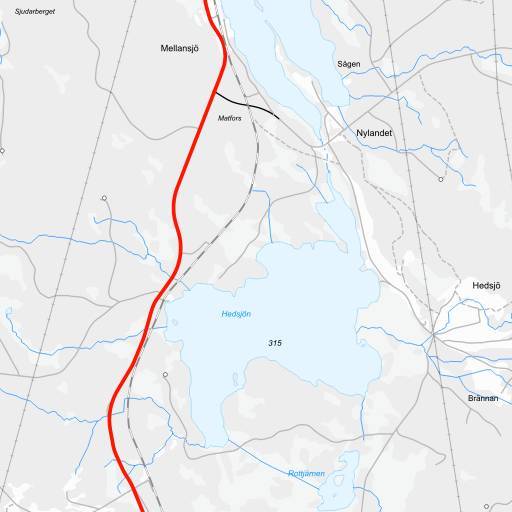 Sjudarberget
Mellansjö
Sågen
Matfors
Nylandet
Hedsjö
Hedsjön
315
Brännan
Rottjärnen